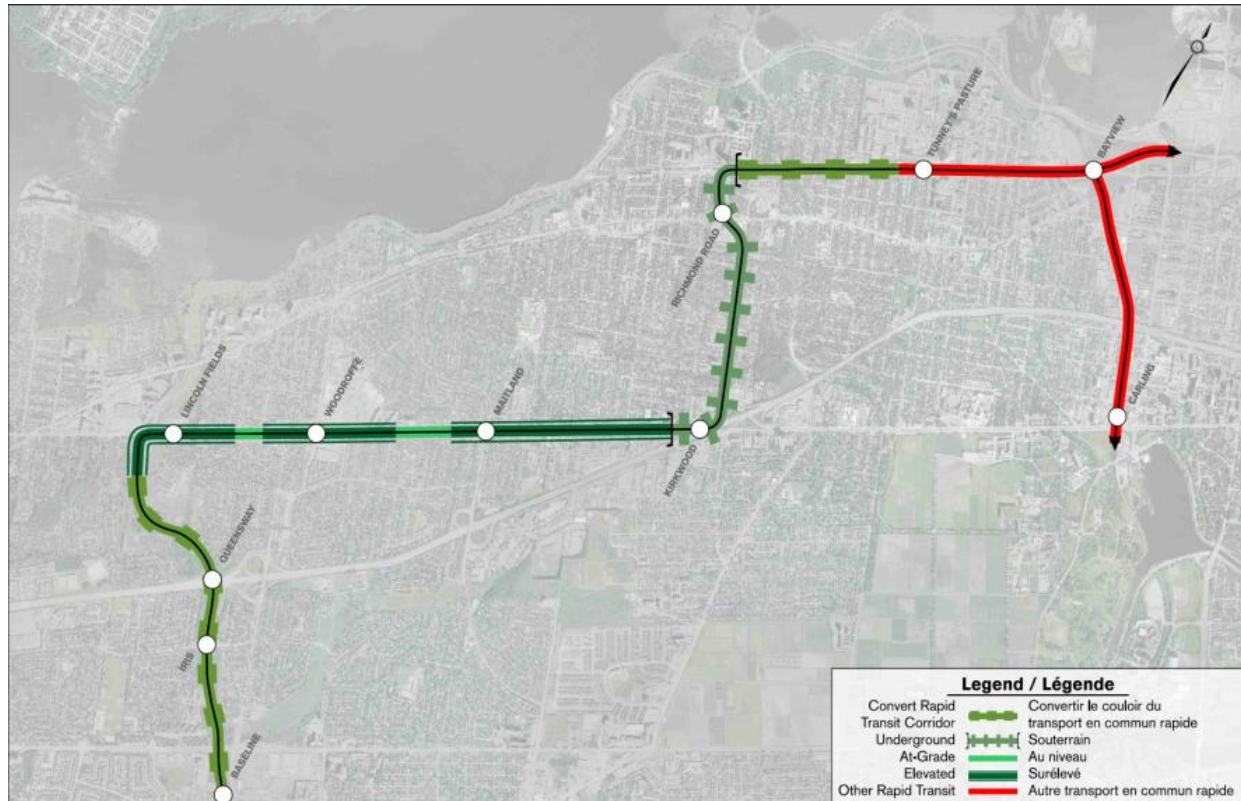 TUNNEY'S PASTURE
BAYVIEW
RICHMOND ROAD
LINCOLN FIELDS
WOODROFFE
MAITLAND
KIRKWOOD
CARLING
QUEENSWAY
IRIS
BASELINE
Legend / Légende
Convert Rapid Transit Corridor
Convertir le couloir du transport en commun rapide
Underground
Souterrain
At-Grade
Au niveau
Elevated
Surélevé
Other Rapid Transit
Autre transport en commun rapide